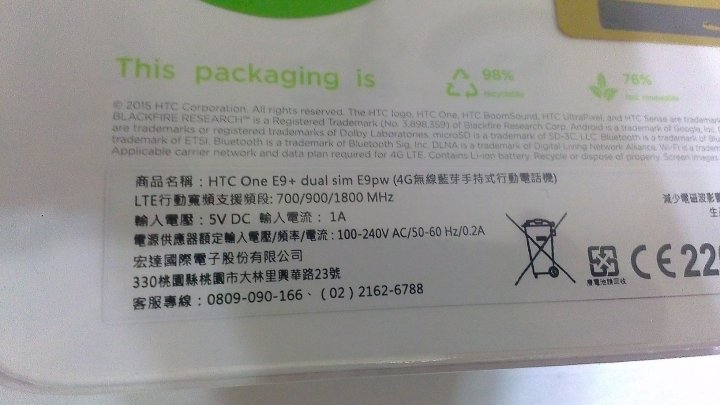 This packaging is
98%
recyclable
76%
© 2015 HTC Corporation. All rights reserved. The HTC logo, HTC One, HTC BoomSound, HTC UltraPixel, and HTC Sense are trademar
BLACKFIRE RESEARCH™ is a Registered Trademark (No. 3,898,359) of Blackfire Research Corp. Android is a trademark of Google, Inc.
are trademarks or registered trademarks of Dolby Laboratories. microSD is a trademark of SD-3C, LLC. Bluetooth is a trademark of Blu
trademark of ETSI. Bluetooth is a trademark of Bluetooth Sig, Inc. DLNA is a trademark of Digital Living Network Alliance. Wi-Fi is a tradem
Applicable carrier network and data plan required for 4G LTE. Contains Li-ion battery. Recycle or dispose of properly. Screen images
商品名稱：HTC One E9+ dual sim E9pw (4G無線藍芽手持式行動電話機)
LTE行動寬頻支援頻段: 700/900/1800 MHz
輸入電壓：5V DC 輸入電流： 1A
電源供應器額定輸入電壓/頻率/電流: 100-240V AC/50-60 Hz/0.2A
宏達國際電子股份有限公司
330桃園縣桃園市大林里興華路23號
客服專線：0809-090-166、（02）2162-6788
減少電磁波影響
廢電池請回收
CE 220